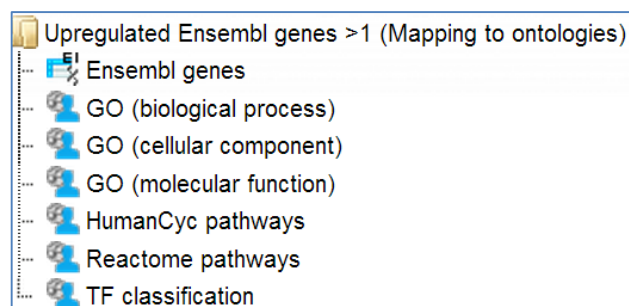 Upregulated Ensembl genes >1 (Mapping to ontologies)
Ensembl genes
GO (biological process)
GO (cellular component)
GO (molecular function)
HumanCyc pathways
Reactome pathways
TF classification